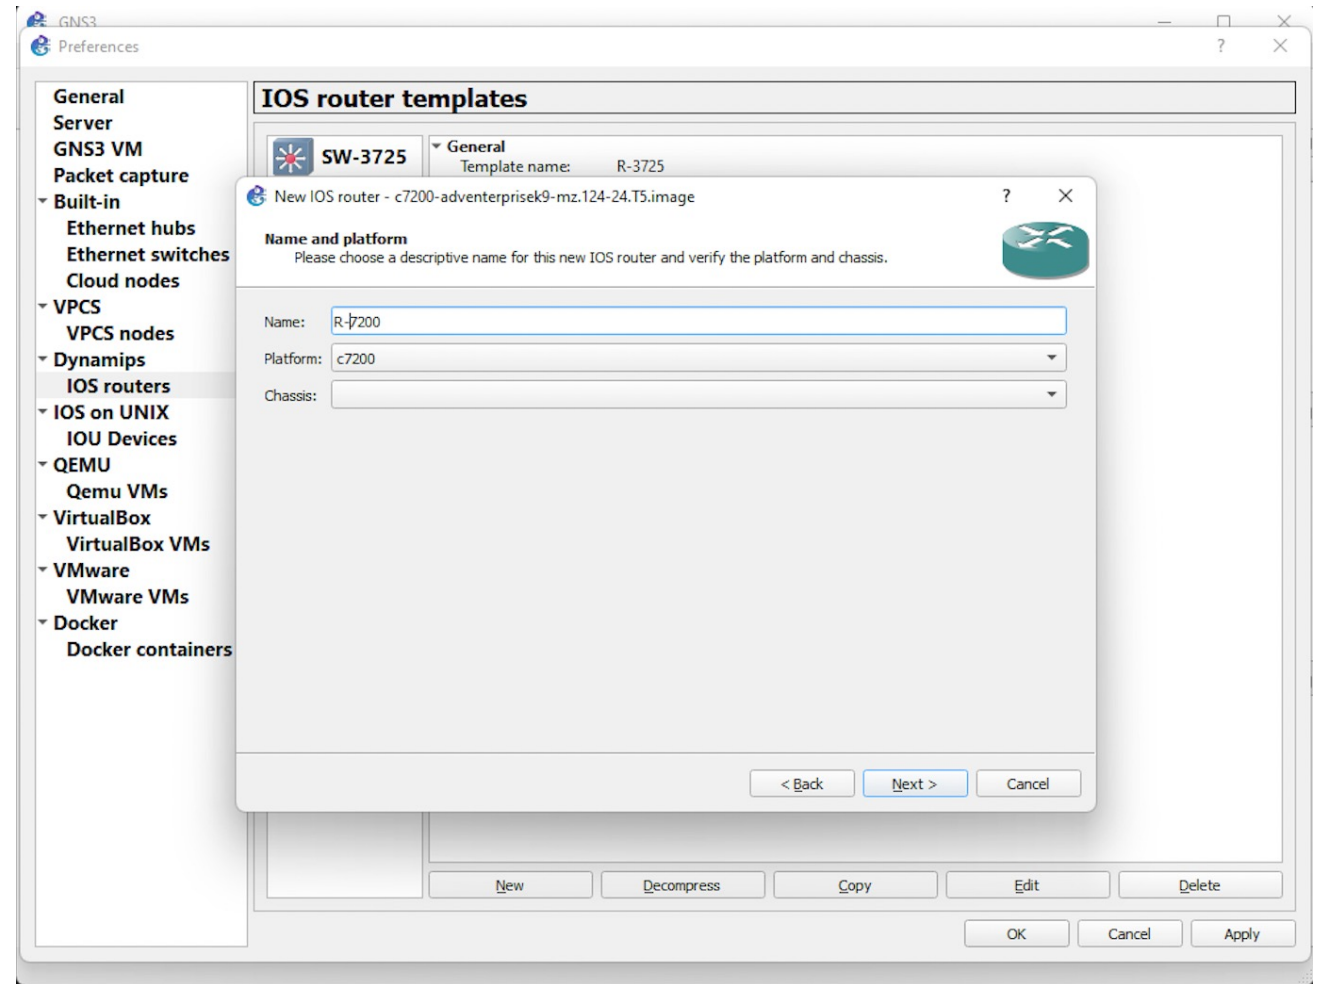 GNS3
Preferences
?
General
Server
GNS3 VM
Packet capture
Built-in
Ethernet hubs
Ethernet switches
Cloud nodes
VPCS
VPCS nodes
Dynamips
IOS routers
IOS on UNIX
IOU Devices
QEMU
Qemu VMs
VirtualBox
VirtualBox VMs
VMware
VMware VMs
Docker
Docker containers
IOS router templates
SW-3725
General
Template name: R-3725
New IOS router - c7200-adventerprisek9-mz.124-24.T5.image
?
Name and platform
Please choose a descriptive name for this new IOS router and verify the platform and chassis.
Name: R-7200
Platform: c7200
Chassis:
< Back Next > Cancel
New Decompress Copy Edit Delete
OK Cancel Apply